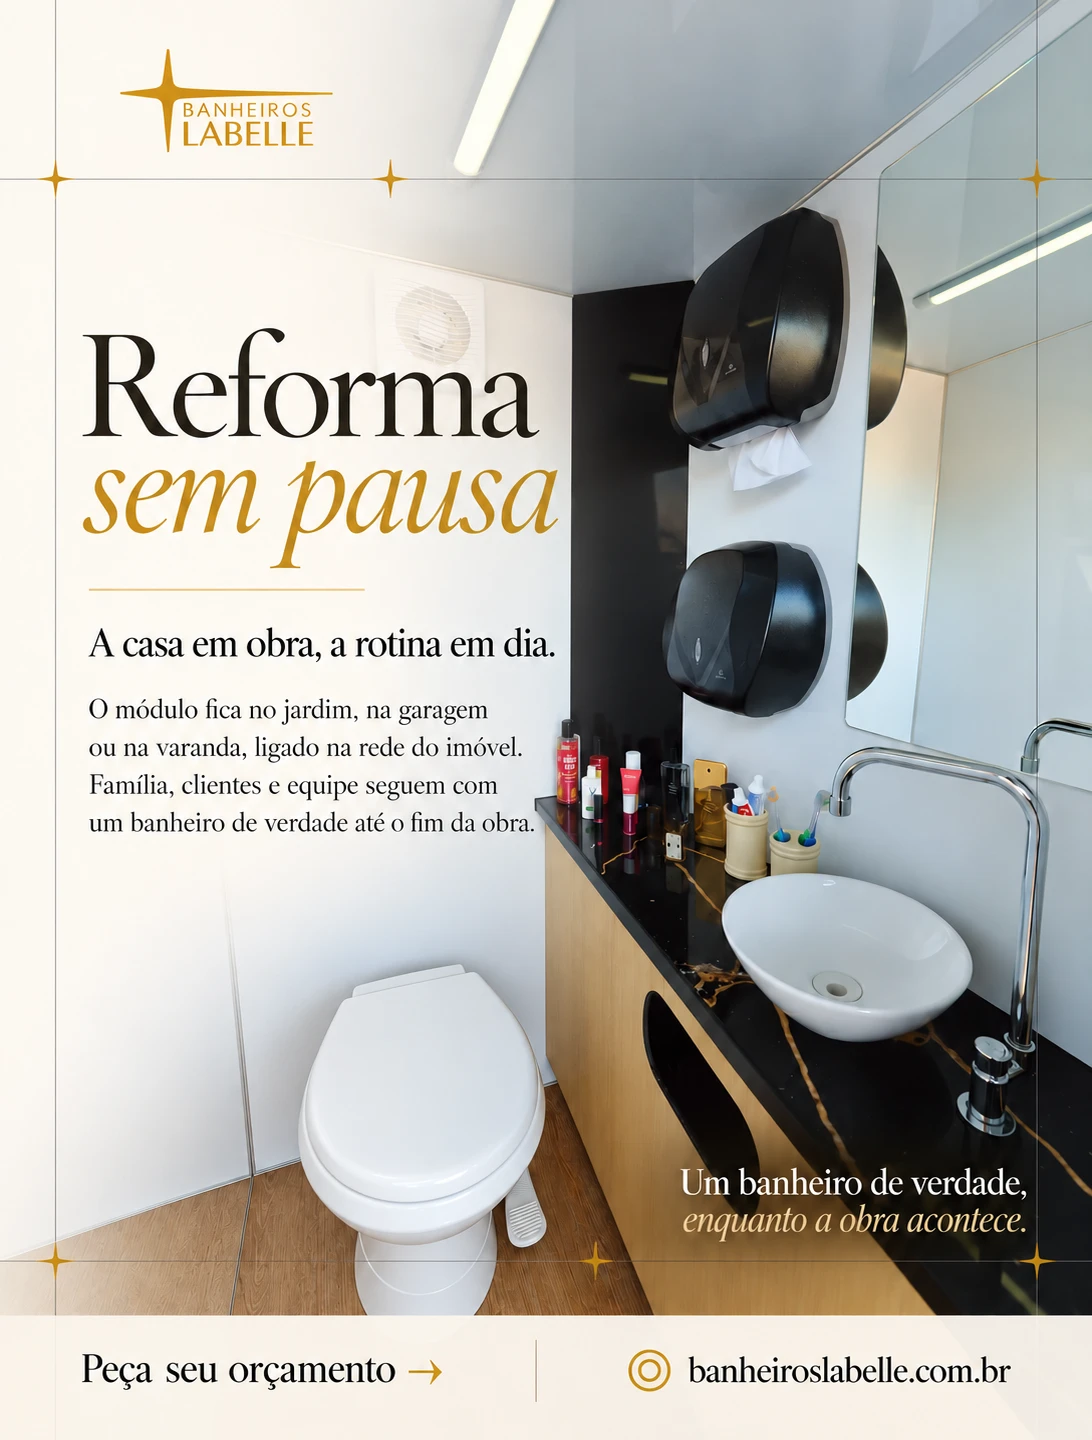 BANHEIROS
LABELLE
Reforma
sem pausa
A casa em obra, a rotina em dia.
O módulo fica no jardim, na garagem
ou na varanda, ligado na rede do imóvel.
Família, clientes e equipe seguem com
um banheiro de verdade até o fim da obra.
Um banheiro de verdade,
enquanto a obra acontece.
Peça seu orçamento →
banheiroslabelle.com.br